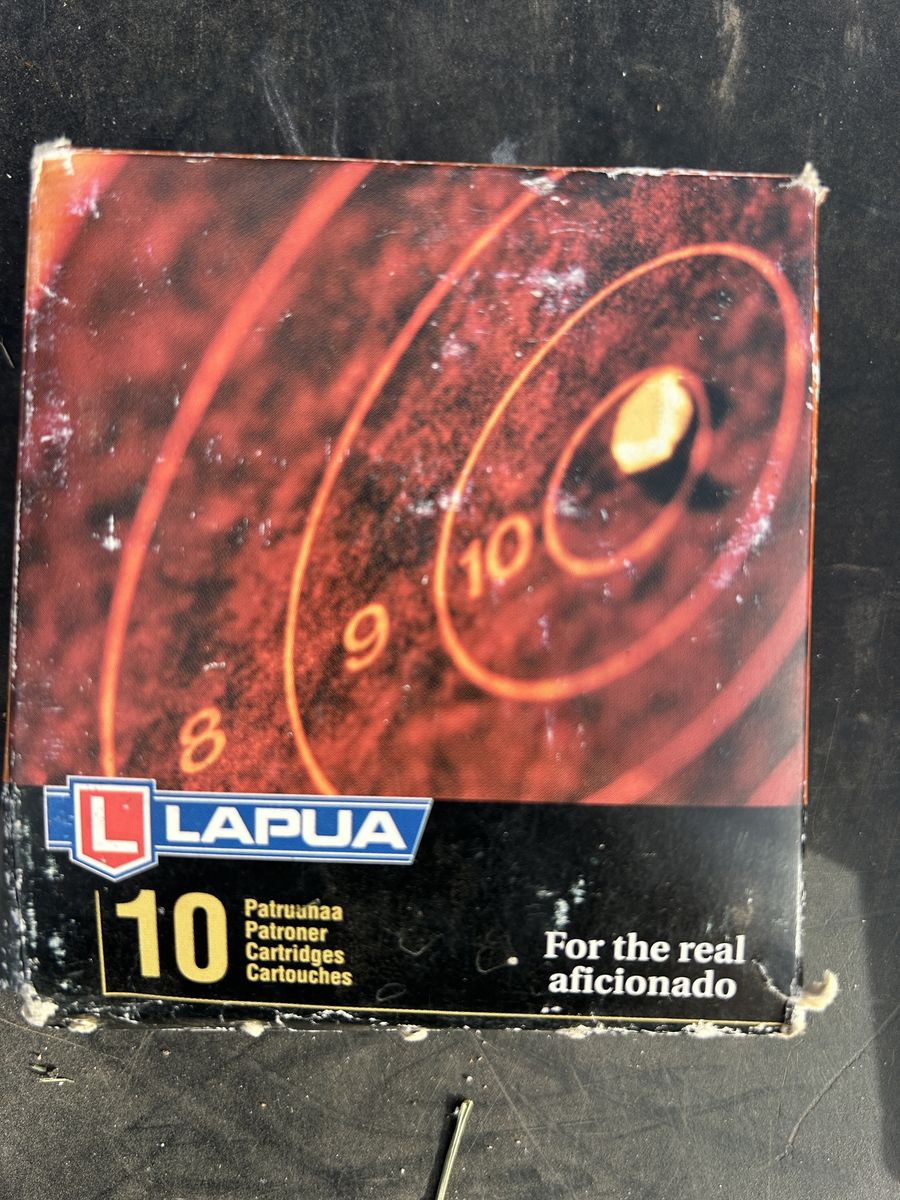 10
9
8
L LAPUA
10
Patruunaa
Patroner
Cartridges
Cartouches
For the real
aficionado